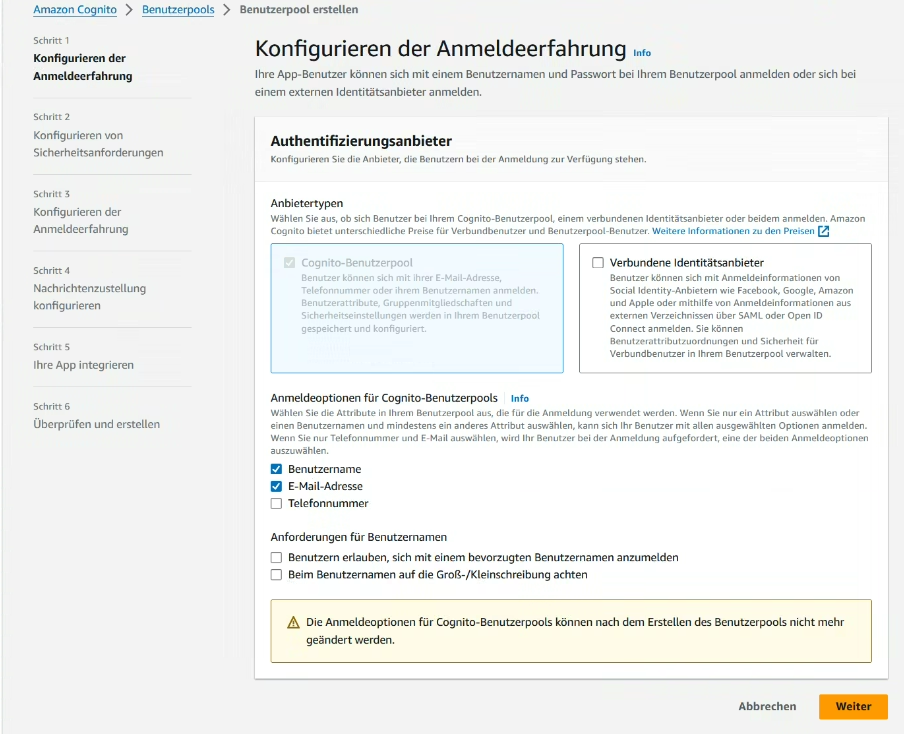 Amazon Cognito > Benutzerpools > Benutzerpool erstellen
Schritt 1
Konfigurieren der
Anmeldeerfahrung
Schritt 2
Konfigurieren von
Sicherheitsanforderungen
Schritt 3
Konfigurieren der
Anmeldeerfahrung
Schritt 4
Nachrichtenzustellung
konfigurieren
Schritt 5
Ihre App integrieren
Schritt 6
Überprüfen und erstellen
Konfigurieren der Anmeldeerfahrung Info
Ihre App-Benutzer können sich mit einem Benutzernamen und Passwort bei Ihrem Benutzerpool anmelden oder sich bei
einem externen Identitätsanbieter anmelden.
Authentifizierungsanbieter
Konfigurieren Sie die Anbieter, die Benutzern bei der Anmeldung zur Verfügung stehen.
Anbietertypen
Wählen Sie aus, ob sich Benutzer bei Ihrem Cognito-Benutzerpool, einem verbundenen Identitätsanbieter oder beidem anmelden. Amazon
Cognito bietet unterschiedliche Preise für Verbundbenutzer und Benutzerpool-Benutzer. Weitere Informationen zu den Preisen
Cognito-Benutzerpool
Benutzer können sich mit ihrer E-Mail-Adresse,
Telefonnummer oder ihrem Benutzernamen anmelden.
Benutzerattribute, Gruppenmitgliedschaften und
Sicherheitseinstellungen werden in Ihrem Benutzerpool
gespeichert und konfiguriert.
Verbundene Identitätsanbieter
Benutzer können sich mit Anmeldeinformationen von
Social Identity-Anbietern wie Facebook, Google, Amazon
und Apple oder mithilfe von Anmeldeinformationen aus
externen Verzeichnissen über SAML oder Open ID
Connect anmelden. Sie können
Benutzerattributzuordnungen und Sicherheit für
Verbundbenutzer in Ihrem Benutzerpool verwalten.
Anmeldeoptionen für Cognito-Benutzerpools Info
Wählen Sie die Attribute in Ihrem Benutzerpool aus, die für die Anmeldung verwendet werden. Wenn Sie nur ein Attribut auswählen oder
einen Benutzernamen und mindestens ein anderes Attribut auswählen, kann sich Ihr Benutzer mit allen ausgewählten Optionen anmelden.
Wenn Sie nur Telefonnummer und E-Mail auswählen, wird Ihr Benutzer bei der Anmeldung aufgefordert, eine der beiden Anmeldeoptionen
auszuwählen.
Benutzername
E-Mail-Adresse
Telefonnummer
Anforderungen für Benutzernamen
Benutzern erlauben, sich mit einem bevorzugten Benutzernamen anzumelden
Beim Benutzernamen auf die Groß-/Kleinschreibung achten
Die Anmeldeoptionen für Cognito-Benutzerpools können nach dem Erstellen des Benutzerpools nicht mehr
geändert werden.
Abbrechen
Weiter